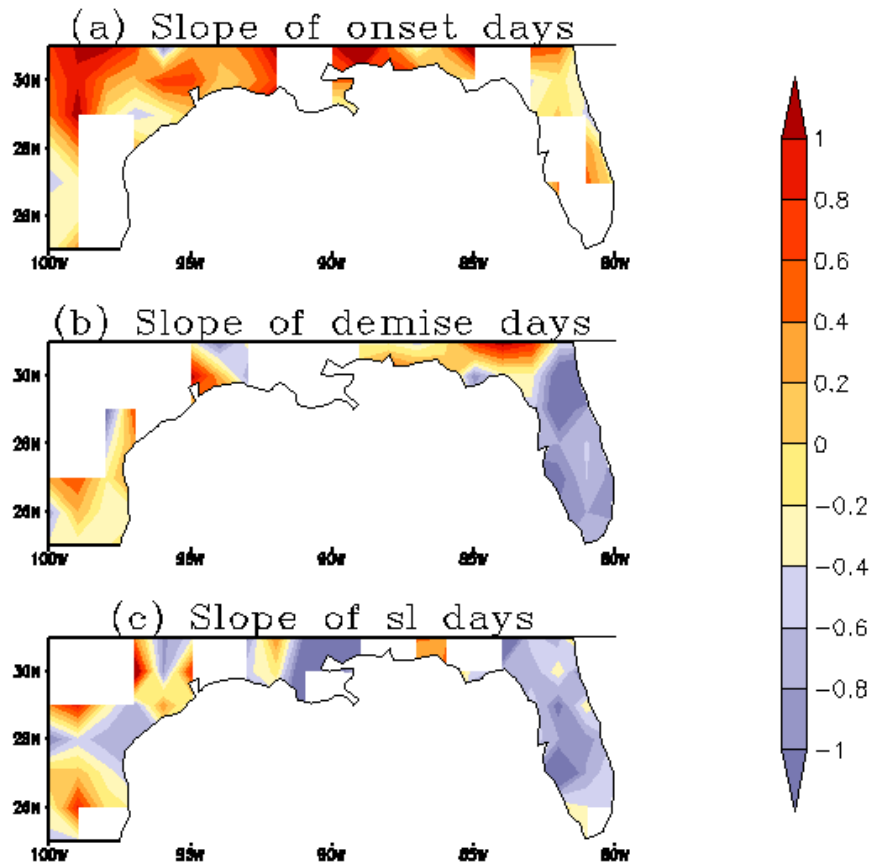 (a) Slope of onset days
30N
28N
26N
100W 95W 90W 85W 80W
(b) Slope of demise days
30N
28N
26N
100W 95W 90W 85W 80W
(c) Slope of sl days
30N
28N
26N
100W 95W 90W 85W 80W
1
0.8
0.6
0.4
0.2
0
−0.2
−0.4
−0.6
−0.8
−1